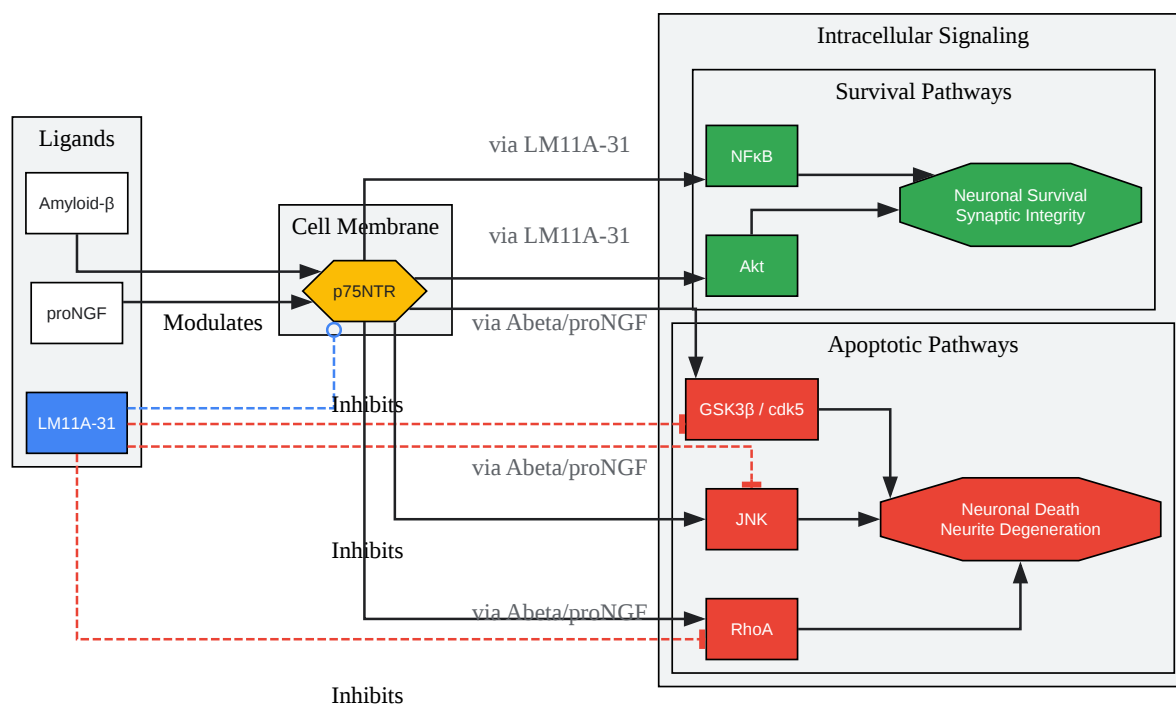 Intracellular Signaling
Survival Pathways
Ligands
via LM11A-31
NFκB
Amyloid-β
Neuronal Survival
Synaptic Integrity
Cell Membrane
via LM11A-31
Akt
p75NTR
proNGF
Modulates
via Abeta/proNGF
Apoptotic Pathways
LM11A-31
Inhibits
GSK3β / cdk5
via Abeta/proNGF
JNK
Neuronal Death
Neurite Degeneration
Inhibits
via Abeta/proNGF
RhoA
Inhibits